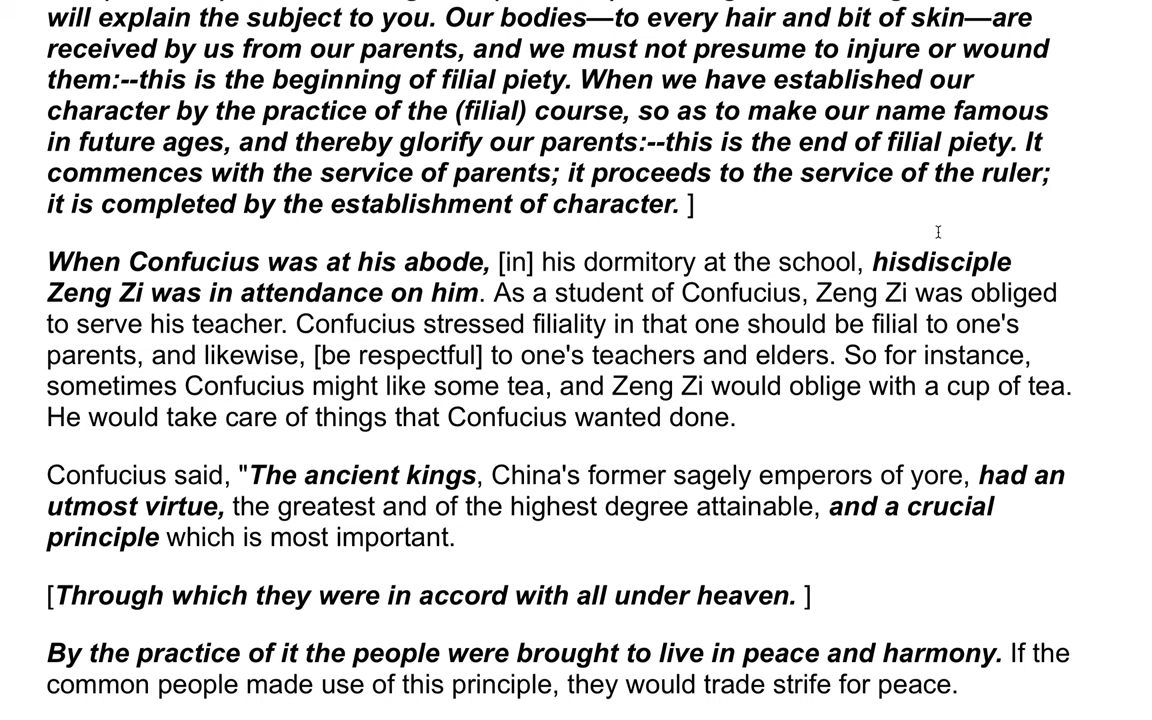 will explain the subject to you. Our bodies—to every hair and bit of skin—are
received by us from our parents, and we must not presume to injure or wound
them:--this is the beginning of filial piety. When we have established our
character by the practice of the (filial) course, so as to make our name famous
in future ages, and thereby glorify our parents:--this is the end of filial piety. It
commences with the service of parents; it proceeds to the service of the ruler;
it is completed by the establishment of character. ]
When Confucius was at his abode, [in] his dormitory at the school, hisdisciple
Zeng Zi was in attendance on him. As a student of Confucius, Zeng Zi was obliged
to serve his teacher. Confucius stressed filiality in that one should be filial to one's
parents, and likewise, [be respectful] to one's teachers and elders. So for instance,
sometimes Confucius might like some tea, and Zeng Zi would oblige with a cup of tea.
He would take care of things that Confucius wanted done.
Confucius said, "The ancient kings, China's former sagely emperors of yore, had an
utmost virtue, the greatest and of the highest degree attainable, and a crucial
principle which is most important.
[Through which they were in accord with all under heaven. ]
By the practice of it the people were brought to live in peace and harmony. If the
common people made use of this principle, they would trade strife for peace.